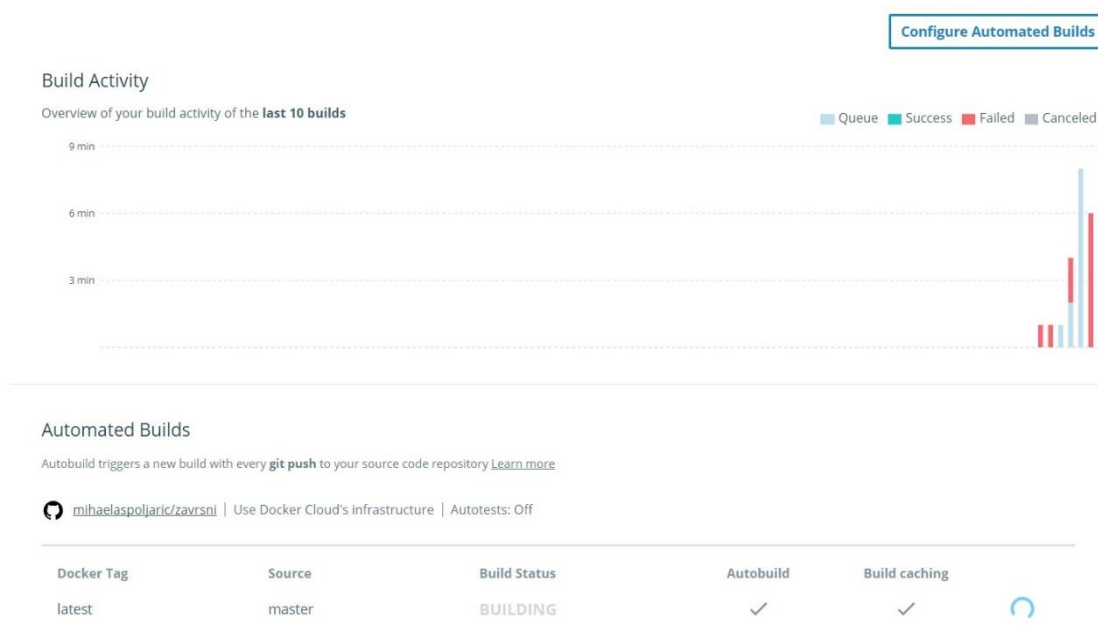 Configure Automated Builds
Build Activity
Overview of your build activity of the last 10 builds
Queue Success Failed Canceled
9 min
6 min
3 min
Automated Builds
Autobuild triggers a new build with every git push to your source code repository Learn more
mihaelaspoljaric/zavrsni | Use Docker Cloud's infrastructure | Autotests: Off
Docker Tag Source Build Status Autobuild Build caching
latest master BUILDING